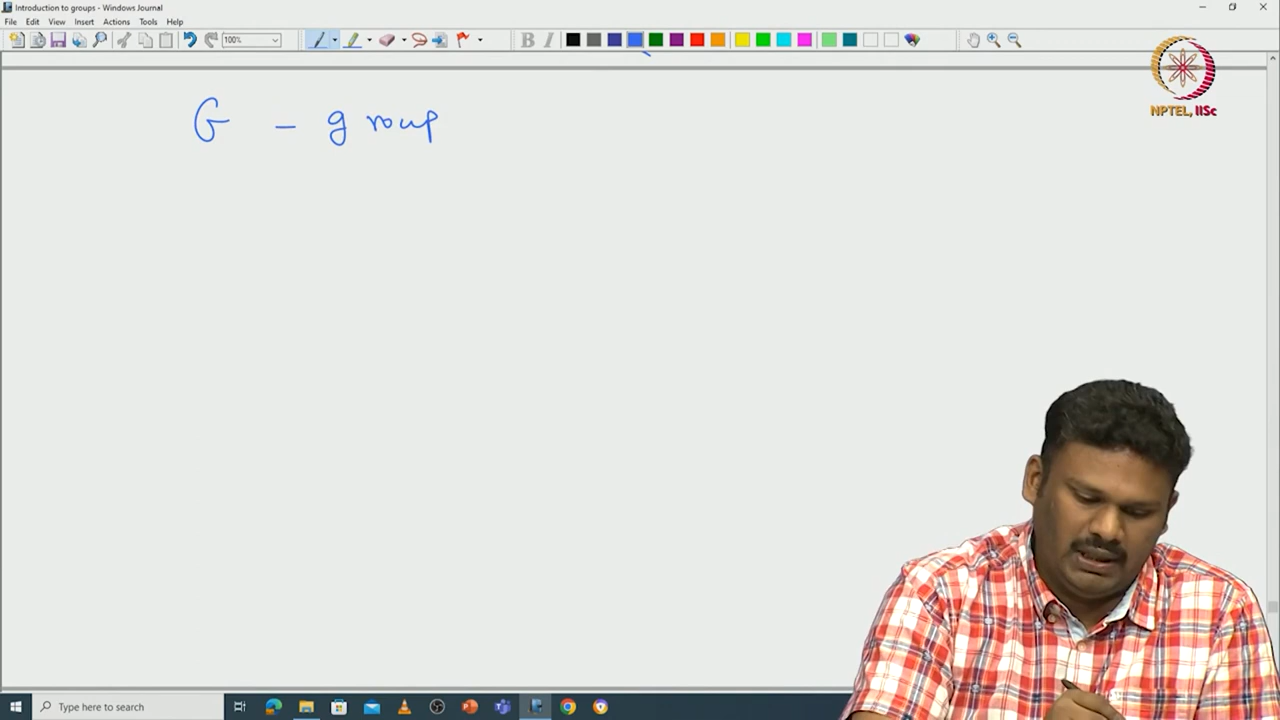 Introduction to groups - Windows Journal
File Edit View Insert Actions Tools Help
100%
B I
NPTEL, IISc
G - group
Type here to search